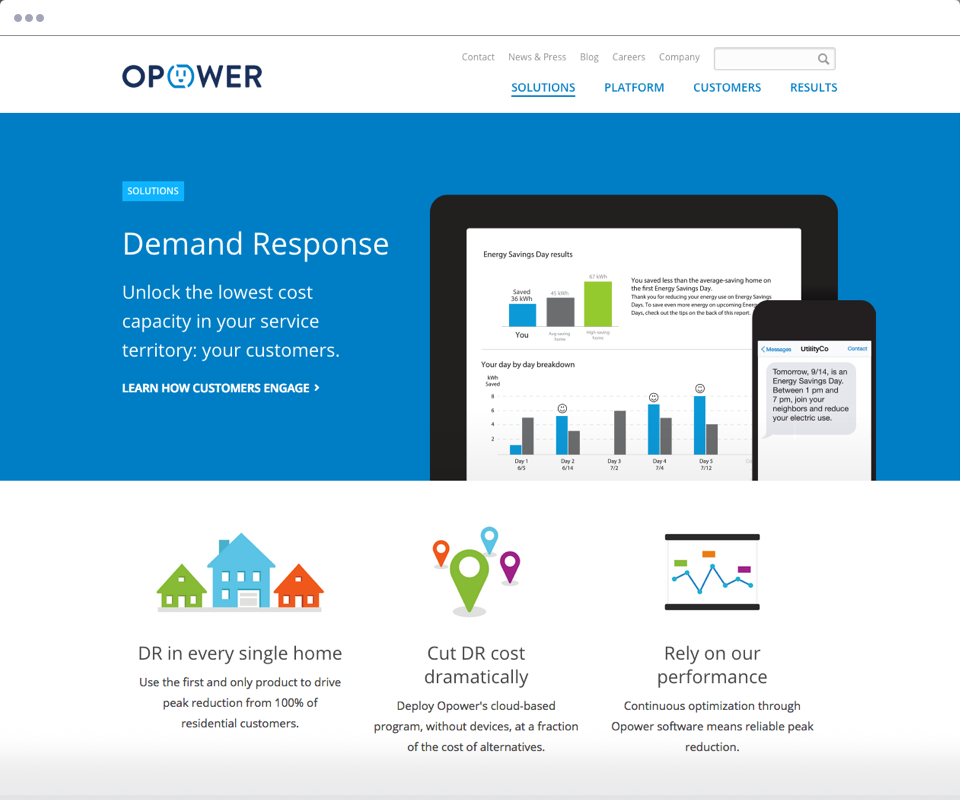 Contact News & Press Blog Careers Company
OPOWER
SOLUTIONS PLATFORM CUSTOMERS RESULTS
SOLUTIONS
Demand Response
Unlock the lowest cost
capacity in your service
territory: your customers.
LEARN HOW CUSTOMERS ENGAGE >
Energy Savings Day results
Saved
36 kWh
45 kWh
67 kWh
You
Avg-saving
home
High-saving
home
You saved less than the average-saving home on
the first Energy Savings Day.
Thank you for reducing your energy use on Energy Savings
Days. To save even more energy on upcoming
Days, check out the tips on the back of this report.
Your day by day breakdown
kWh
Saved
8
6
4
2
Day 1 Day 2 Day 3 Day 4 Day 5
6/5 6/14 7/2 7/4 7/12
Messages UtilityCo Contact
Tomorrow, 9/14, is an
Energy Savings Day.
Between 1 pm and
7 pm, join your
neighbors and reduce
your electric use.
DR in every single home
Use the first and only product to drive
peak reduction from 100% of
residential customers.
Cut DR cost
dramatically
Deploy Opower's cloud-based
program, without devices, at a fraction
of the cost of alternatives.
Rely on our
performance
Continuous optimization through
Opower software means reliable peak
reduction.